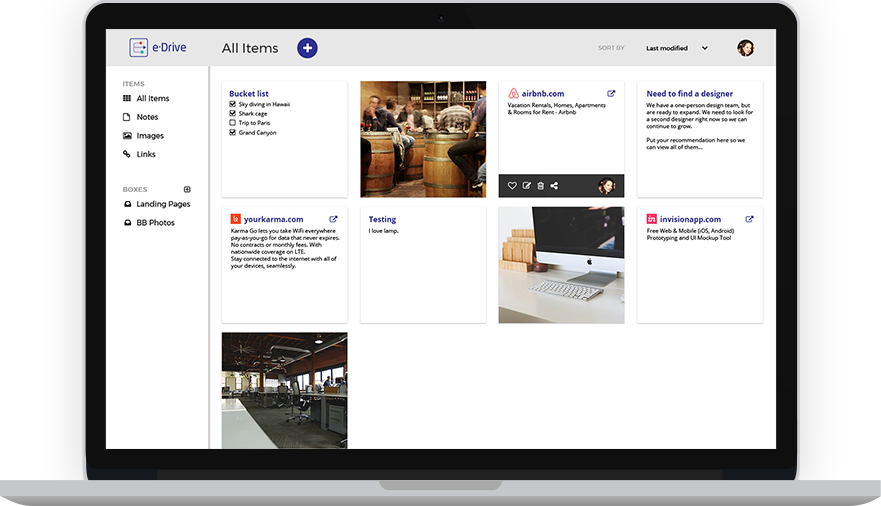 e·Drive
All Items
SORT BY
Last modified
ITEMS
All Items
Notes
Images
Links
BOXES
Landing Pages
BB Photos
Bucket list
Sky diving in Hawaii
Shark cage
Trip to Paris
Grand Canyon
airbnb.com
Vacation Rentals, Homes, Apartments
& Rooms for Rent - Airbnb
Need to find a designer
We have a one-person design team, but
are ready to expand. We need to look for
a second designer right now so we can
continue to grow.
Put your recommendation here so we
can view all of them...
yourkarma.com
Karma Go lets you take WiFi everywhere
pay-as-you-go for data that never expires.
No contracts or monthly fees. With
nationwide coverage on LTE.
Stay connected to the internet with all of
your devices, seamlessly.
Testing
I love lamp.
in
invisionapp.com
Free Web & Mobile (iOS, Android)
Prototyping and UI Mockup Tool